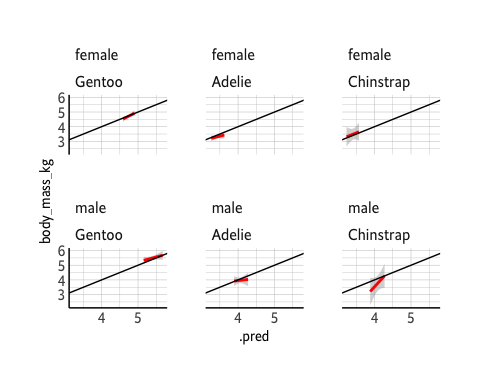 female
female
female
Gentoo
Adelie
Chinstrap
6
5
4
3
body_mass_kg
male
male
male
Gentoo
Adelie
Chinstrap
6
5
4
3
4 5
4 5
4 5
.pred